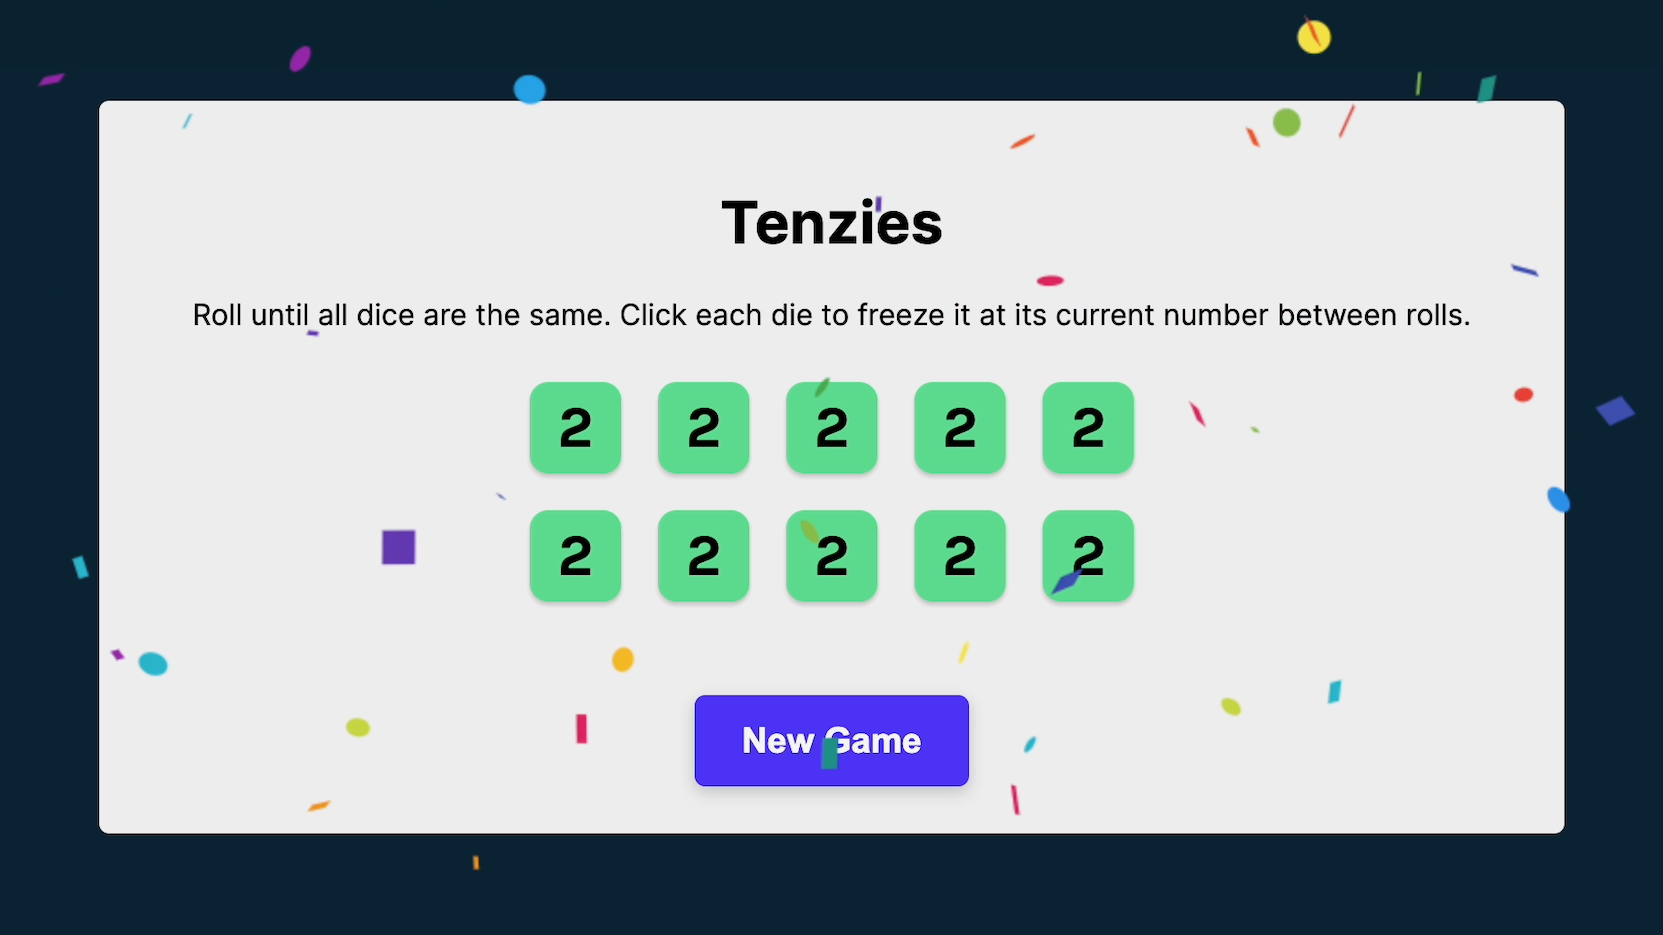 Tenzies
Roll until all dice are the same. Click each die to freeze it at its current number between rolls.
2 2 2 2 2
2 2 2 2 2
New Game